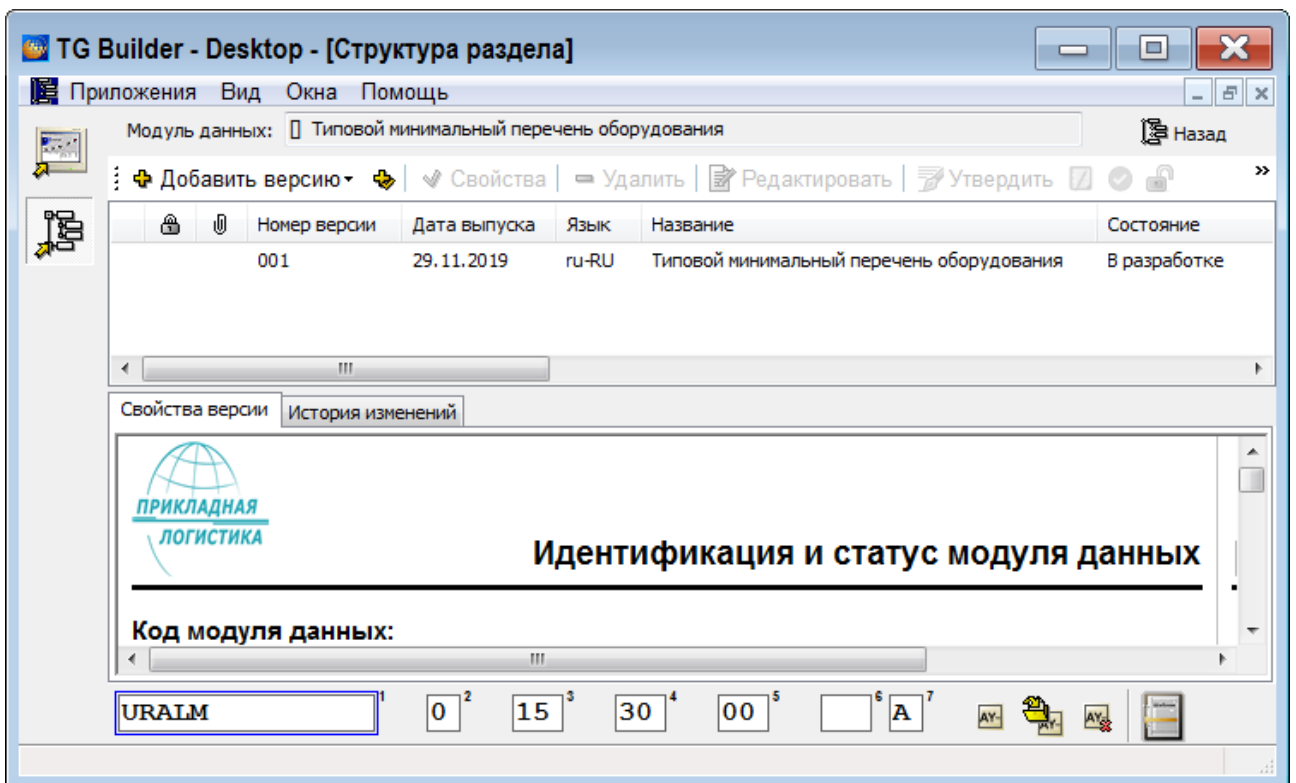 TG Builder - Desktop - [Структура раздела]
Приложения Вид Окна Помощь
Модуль данных: Типовой минимальный перечень оборудования Назад
Добавить версию Свойства Удалить Редактировать Утвердить »
Номер версии Дата выпуска Язык Название Состояние
001 29.11.2019 ru-RU Типовой минимальный перечень оборудования В разработке
Свойства версии История изменений
ПРИКЛАДНАЯ
ЛОГИСТИКА
Идентификация и статус модуля данных
Код модуля данных:
URALM 1 0 2 15 3 30 4 00 5 6 A 7 AY- AY- AY-